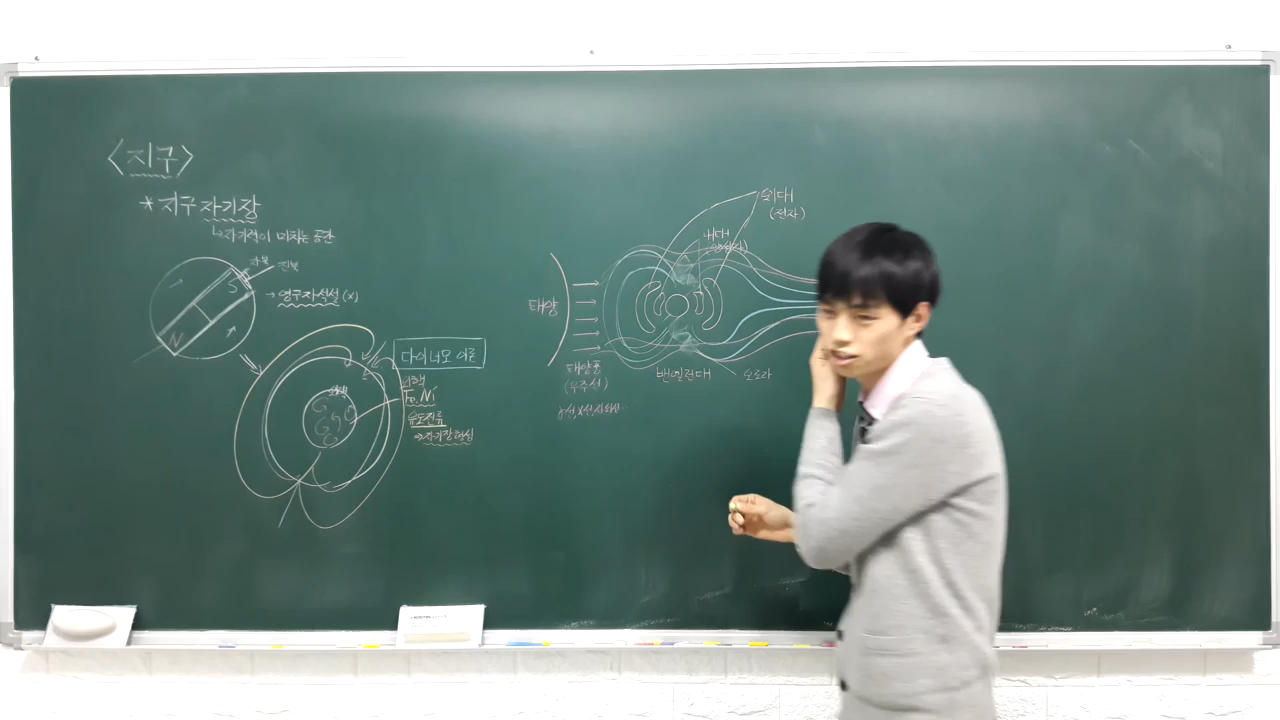 <지구>
* 지구 자기장
↳자기력이 미치는 공간
자북 진북
S
N
→ 영구자석설 (x)
다이너모 이론
외핵
Fe, Ni
유도전류
⇒자기장 형성
태양
태양풍
(우주선)
외대
(전자)
내대
밴앨런대
오로라